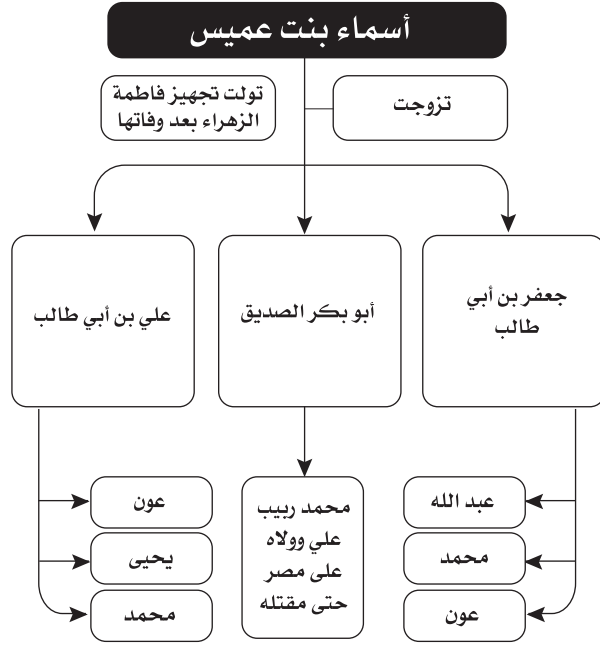 أسماء بنت عميس
تزوجت
تولت تجهيز فاطمة
الزهراء بعد وفاتها
جعفر بن أبي
طالب
أبو بكر الصديق
علي بن أبي طالب
عبد الله
محمد
عون
محمد ربيب
علي وولاه
على مصر
حتى مقتله
عون
يحيى
محمد